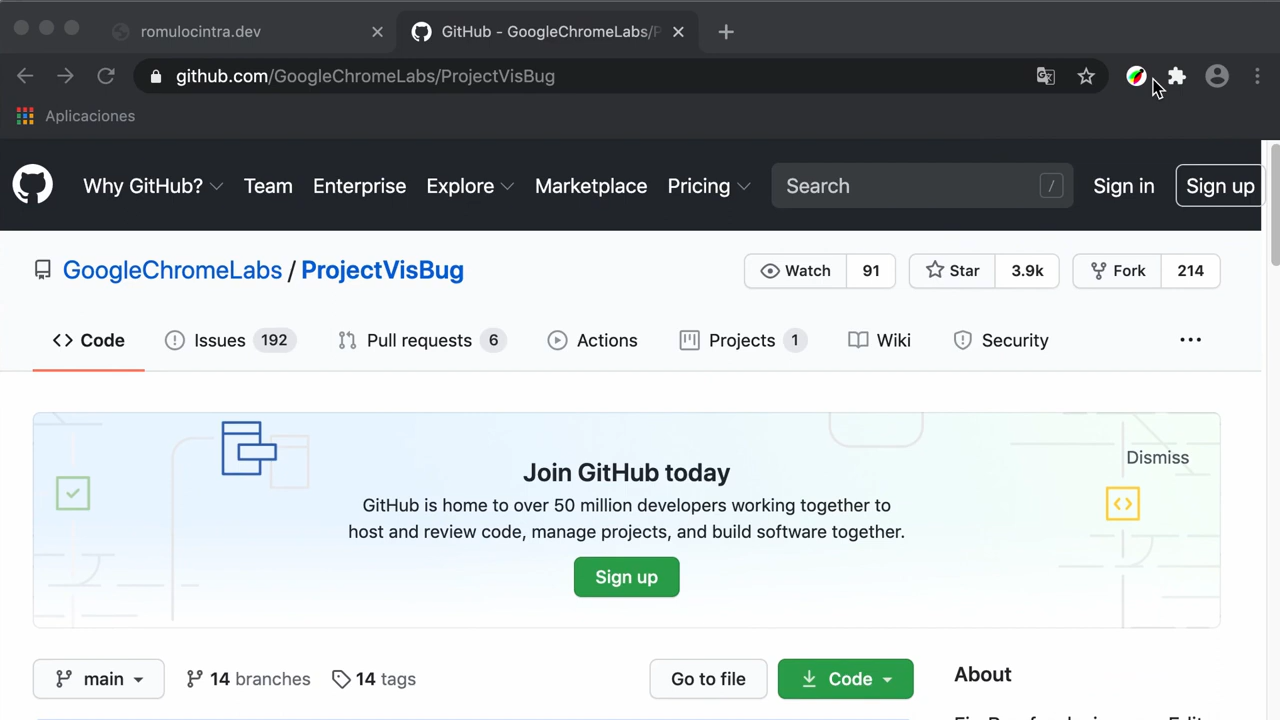 romulocintra.dev
GitHub - GoogleChromeLabs/P
github.com/GoogleChromeLabs/ProjectVisBug
Aplicaciones
Why GitHub? Team Enterprise Explore Marketplace Pricing Search / Sign in Sign up
GoogleChromeLabs / ProjectVisBug
Watch 91 Star 3.9k Fork 214
<> Code Issues 192 Pull requests 6 Actions Projects 1 Wiki Security ...
Join GitHub today
Dismiss
GitHub is home to over 50 million developers working together to
host and review code, manage projects, and build software together.
Sign up
main 14 branches 14 tags Go to file Code
About